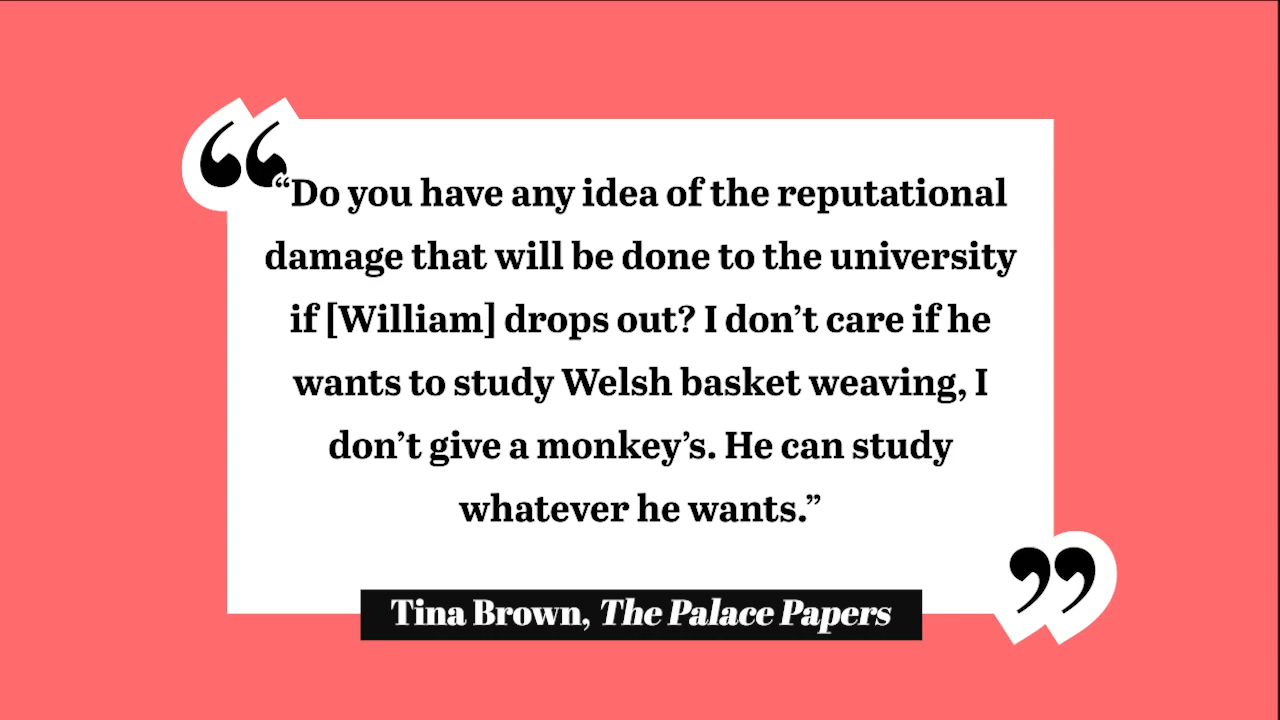 “Do you have any idea of the reputational
damage that will be done to the university
if [William] drops out? I don’t care if he
wants to study Welsh basket weaving, I
don’t give a monkey’s. He can study
whatever he wants.”
Tina Brown, The Palace Papers